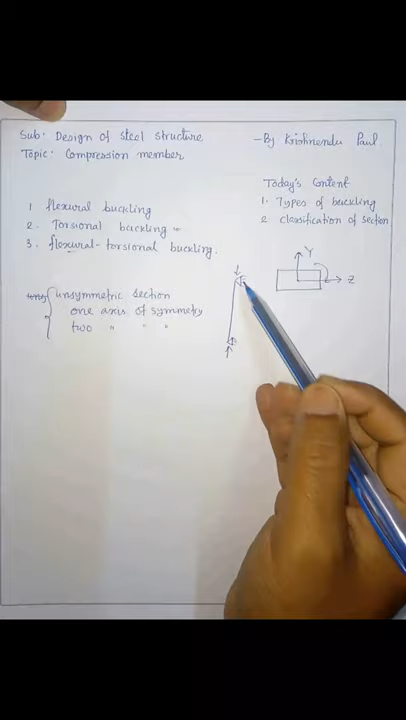 Sub: Design of steel structure
- By Krishnendu Paul
Topic: Compression member
Today's Content
1. Types of buckling
2. Classification of section
1 flexural buckling
2. Torsional buckling
3. flexural-torsional buckling.
Y
Z
unsymmetric section
one axis of symmetry
two " " "